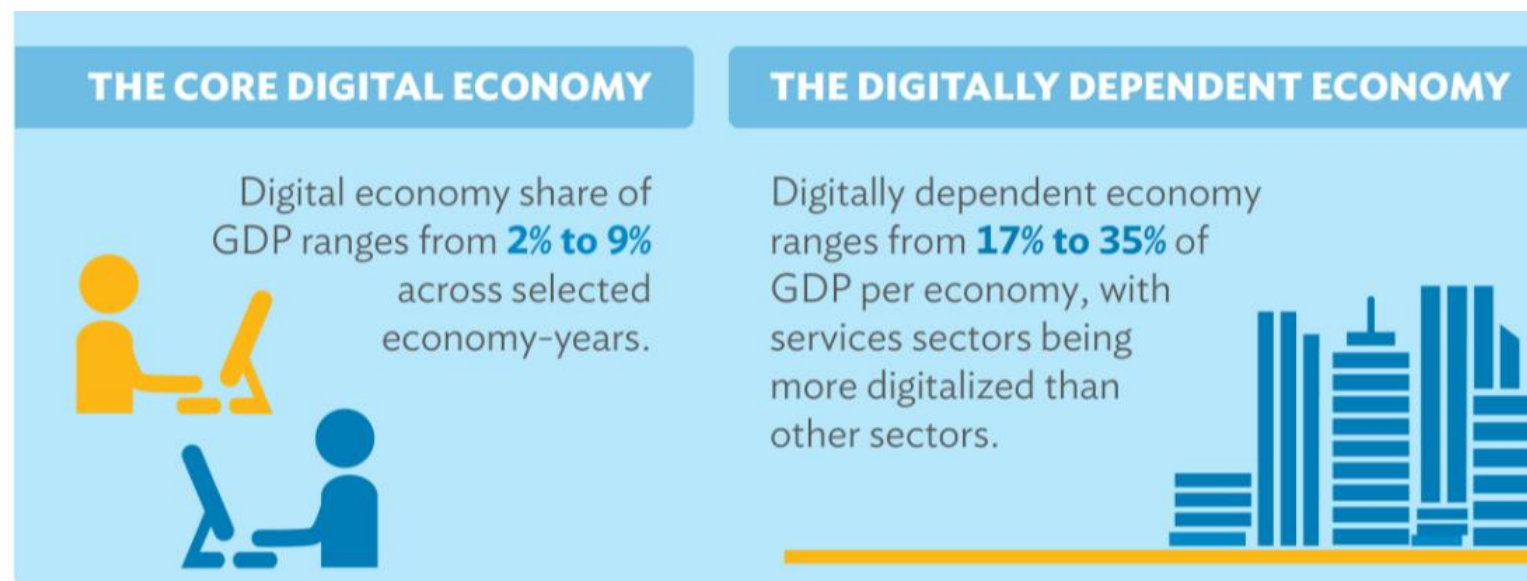 THE CORE DIGITAL ECONOMY
Digital economy share of
GDP ranges from 2% to 9%
across selected
economy-years.
THE DIGITALLY DEPENDENT ECONOMY
Digitally dependent economy
ranges from 17% to 35% of
GDP per economy, with
services sectors being
more digitalized than
other sectors.